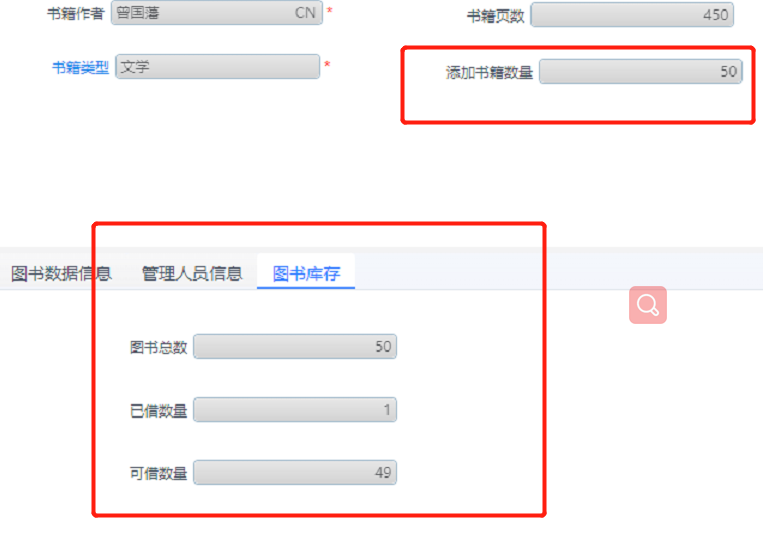 书籍作者 曾国藩 CN * 书籍页数 450
书籍类型 文学 * 添加书籍数量 50
图书数据信息 管理人员信息 图书库存
图书总数 50
已借数量 1
可借数量 49